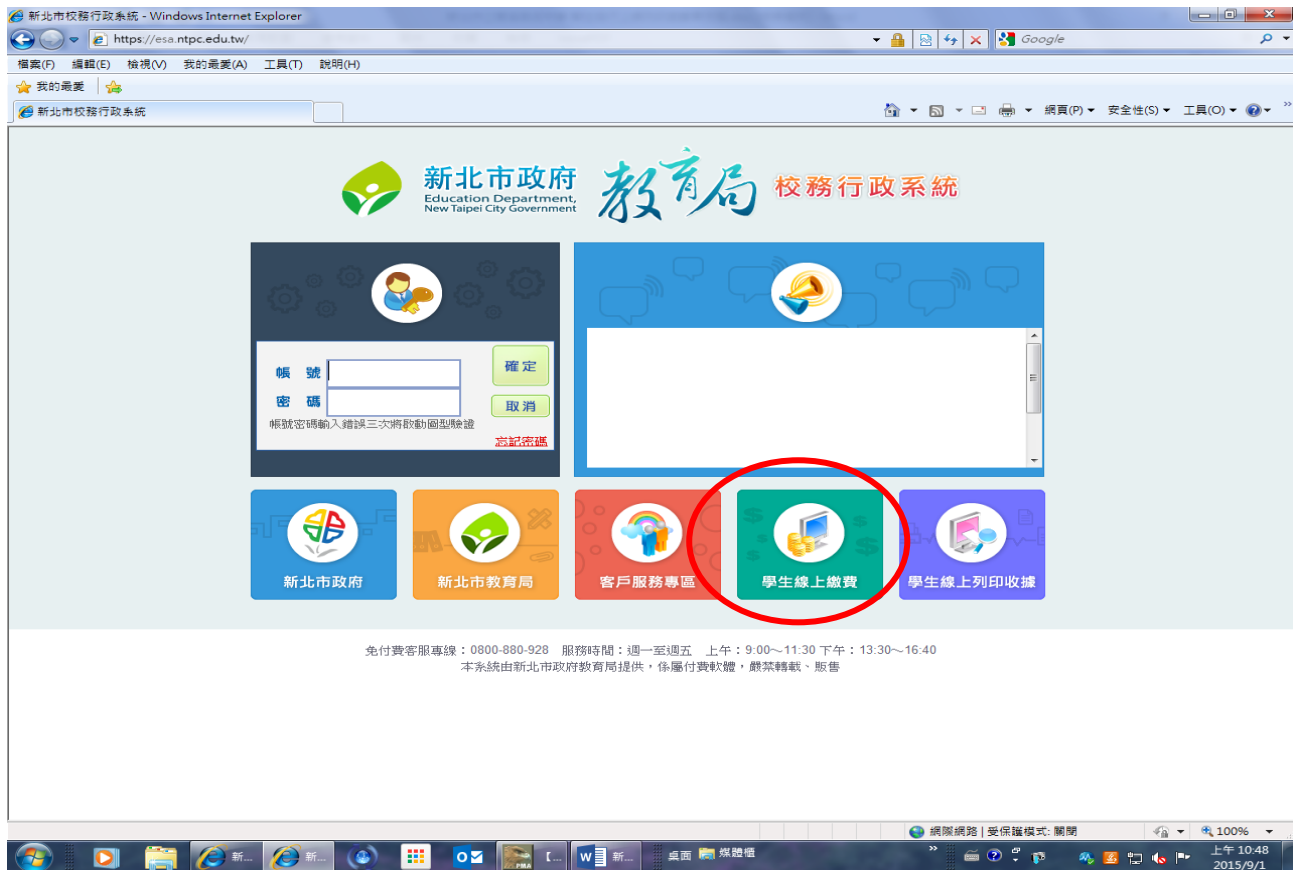 新北市校務行政系統 - Windows Internet Explorer
https://esa.ntpc.edu.tw/
Google
檔案(F) 編輯(E) 檢視(V) 我的最愛(A) 工具(T) 說明(H)
我的最愛
新北市校務行政系統
網頁(P) 安全性(S) 工具(O)
新北市政府
Education Department,
New Taipei City Government
教育局
校務行政系統
帳 號
確定
密 碼
取消
帳號密碼輸入錯誤三次將啟動圖型驗證
忘記密碼
新北市政府
新北市教育局
客戶服務專區
學生線上繳費
學生線上列印收據
免付費客服專線：0800-880-928 服務時間：週一至週五 上午：9:00～11:30 下午：13:30～16:40
本系統由新北市政府教育局提供，係屬付費軟體，嚴禁轉載、販售
網際網路 | 受保護模式: 關閉
100%
新...
新...
[...
新...
桌面
媒體櫃
上午 10:48
2015/9/1